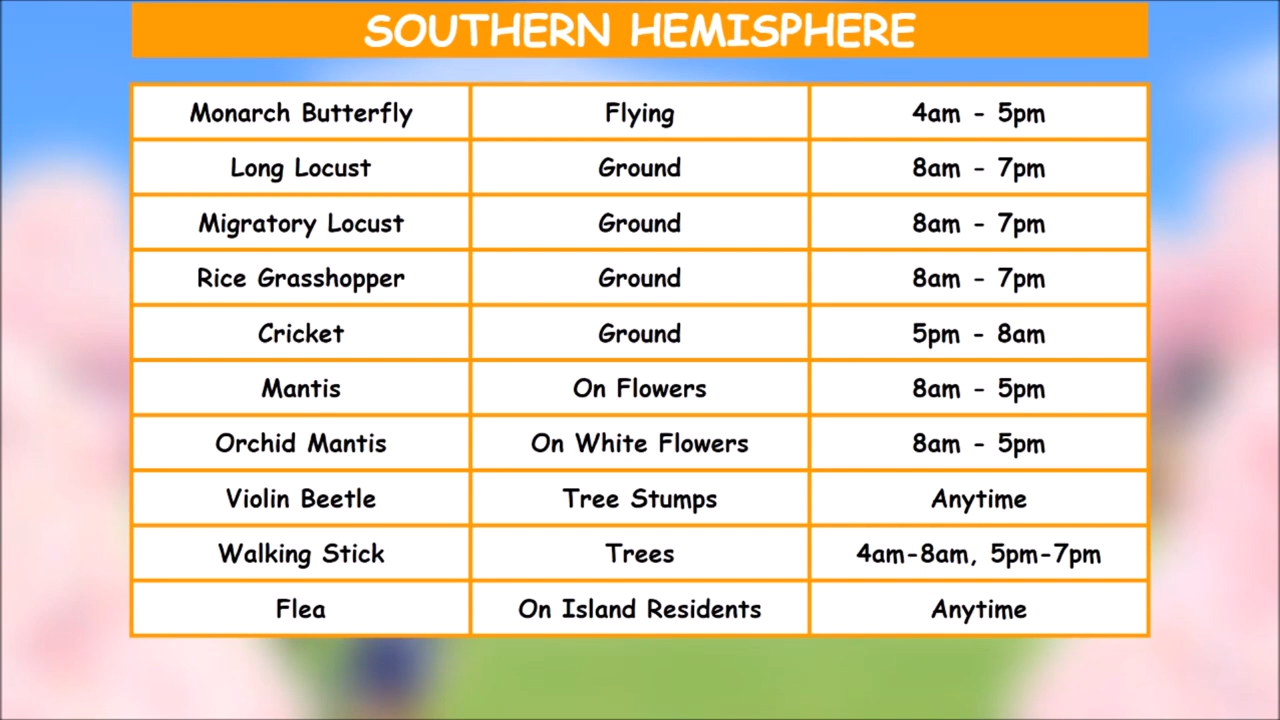 SOUTHERN HEMISPHERE
Monarch Butterfly Flying 4am - 5pm
Long Locust Ground 8am - 7pm
Migratory Locust Ground 8am - 7pm
Rice Grasshopper Ground 8am - 7pm
Cricket Ground 5pm - 8am
Mantis On Flowers 8am - 5pm
Orchid Mantis On White Flowers 8am - 5pm
Violin Beetle Tree Stumps Anytime
Walking Stick Trees 4am-8am, 5pm-7pm
Flea On Island Residents Anytime